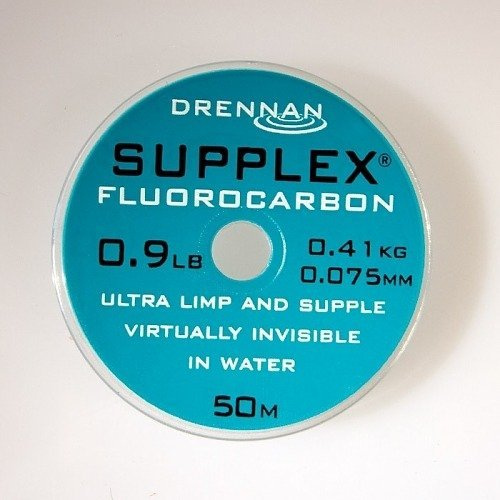 DRENNAN
SUPPLEX®
FLUOROCARBON
0.9LB
0.41KG
0.075MM
ULTRA LIMP AND SUPPLE
VIRTUALLY INVISIBLE
IN WATER
50M